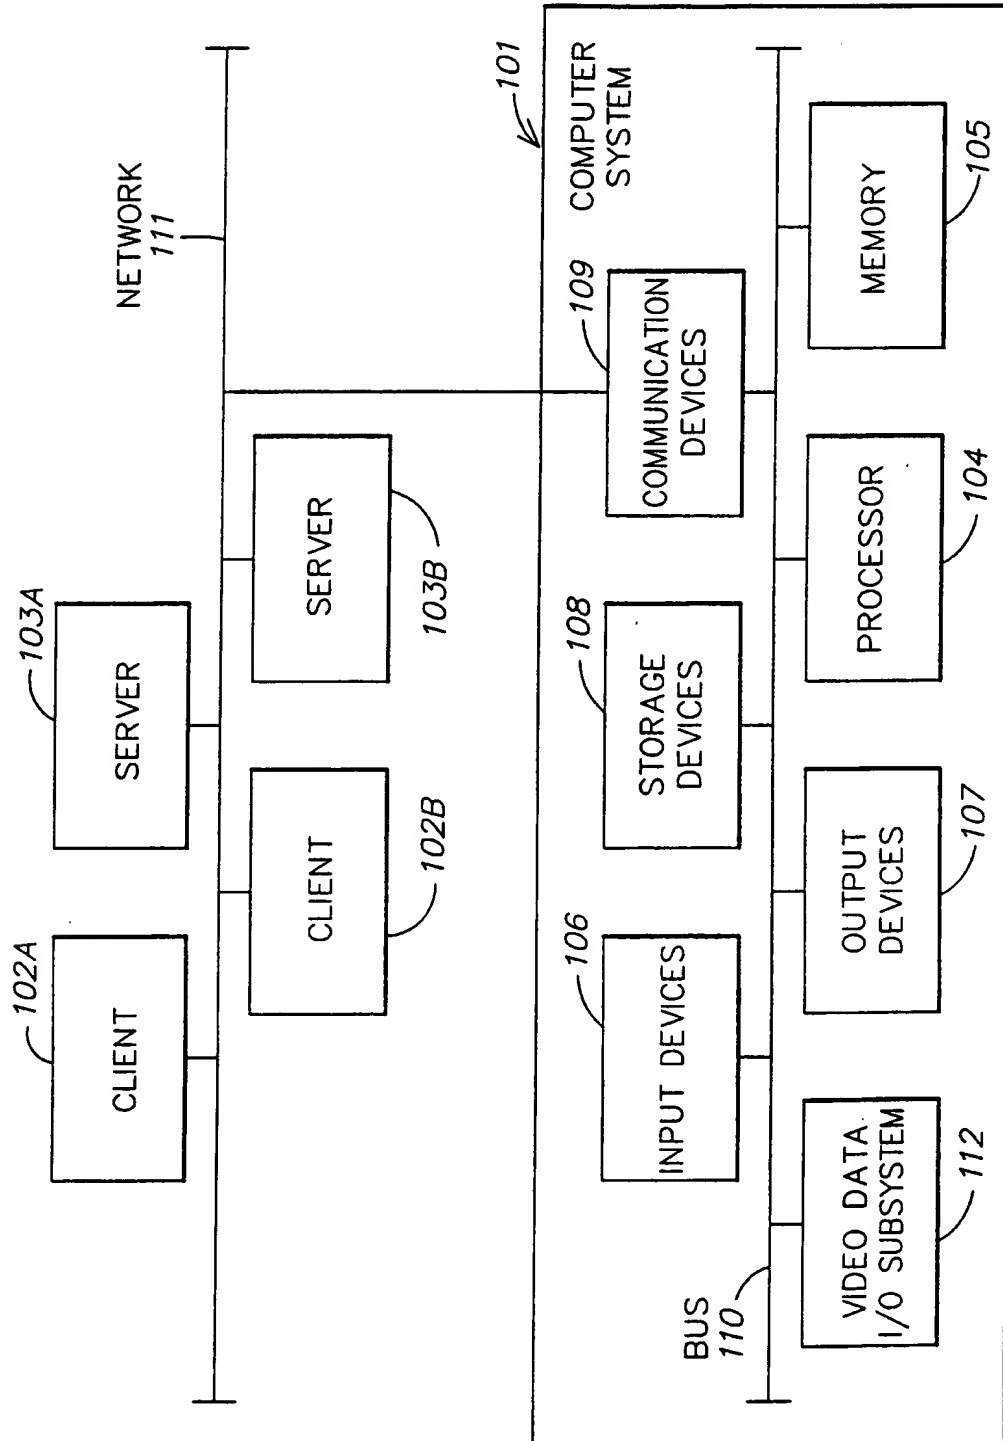 102A
CLIENT
103A
SERVER
NETWORK
111
CLIENT
102B
SERVER
103B
101
COMPUTER
SYSTEM
106
INPUT DEVICES
108
STORAGE
DEVICES
109
COMMUNICATION
DEVICES
BUS
110
VIDEO DATA
I/O SUBSYSTEM
112
OUTPUT
DEVICES
107
PROCESSOR
104
MEMORY
105